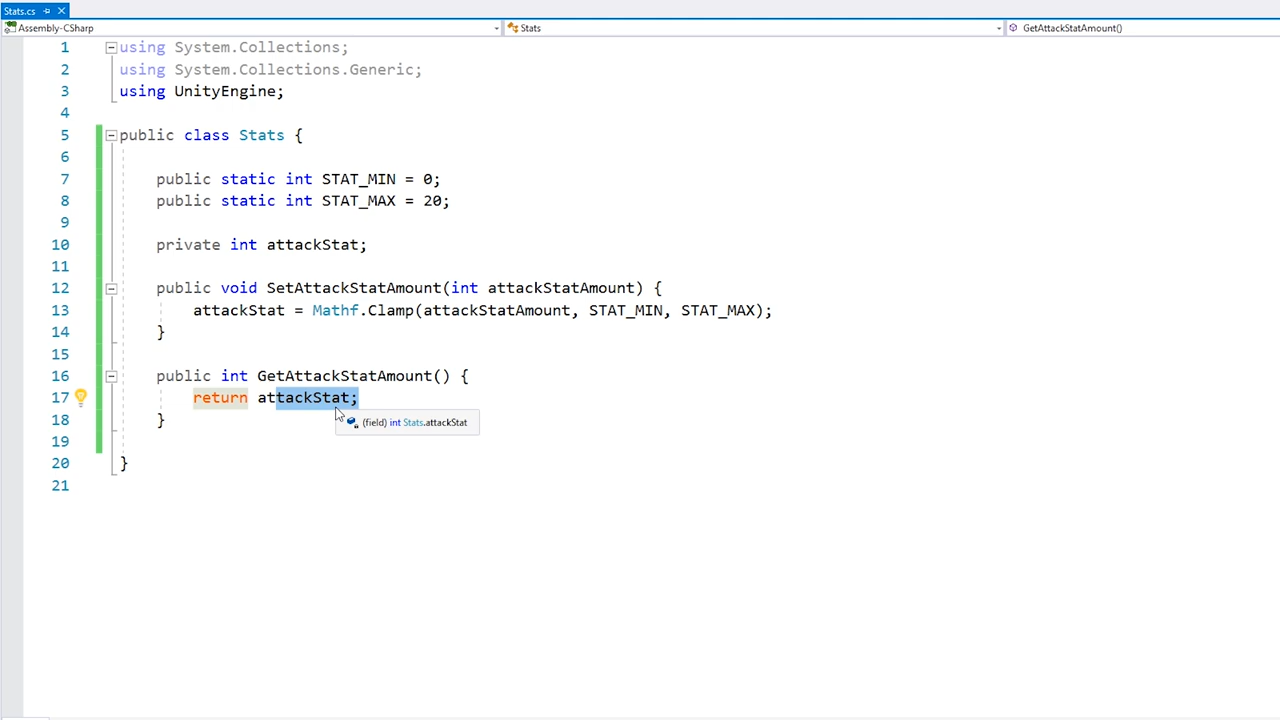 Stats.cs
Assembly-CSharp Stats GetAttackStatAmount()
1 using System.Collections;
2 using System.Collections.Generic;
3 using UnityEngine;
4
5 public class Stats {
6
7 public static int STAT_MIN = 0;
8 public static int STAT_MAX = 20;
9
10 private int attackStat;
11
12 public void SetAttackStatAmount(int attackStatAmount) {
13 attackStat = Mathf.Clamp(attackStatAmount, STAT_MIN, STAT_MAX);
14 }
15
16 public int GetAttackStatAmount() {
17 return attackStat;
(field) int Stats.attackStat
18 }
19
20 }
21